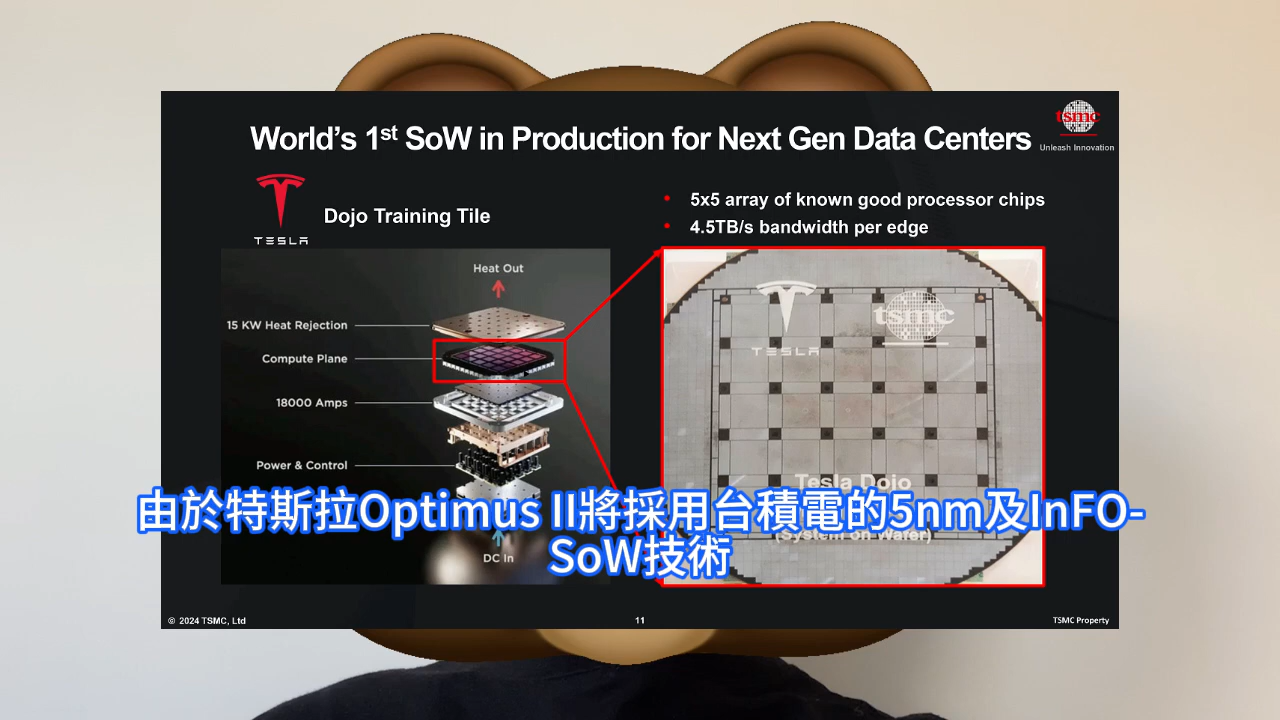 World's 1st SoW in Production for Next Gen Data Centers
tsmc
Unleash Innovation
TESLA
Dojo Training Tile
• 5x5 array of known good processor chips
• 4.5TB/s bandwidth per edge
Heat Out
15 KW Heat Rejection
Compute Plane
18000 Amps
Power & Control
DC In
TESLA
tsmc
Tesla Dojo
(System on Wafer)
由於特斯拉Optimus II將採用台積電的5nm及InFO-
SoW技術
© 2024 TSMC, Ltd
11
TSMC Property